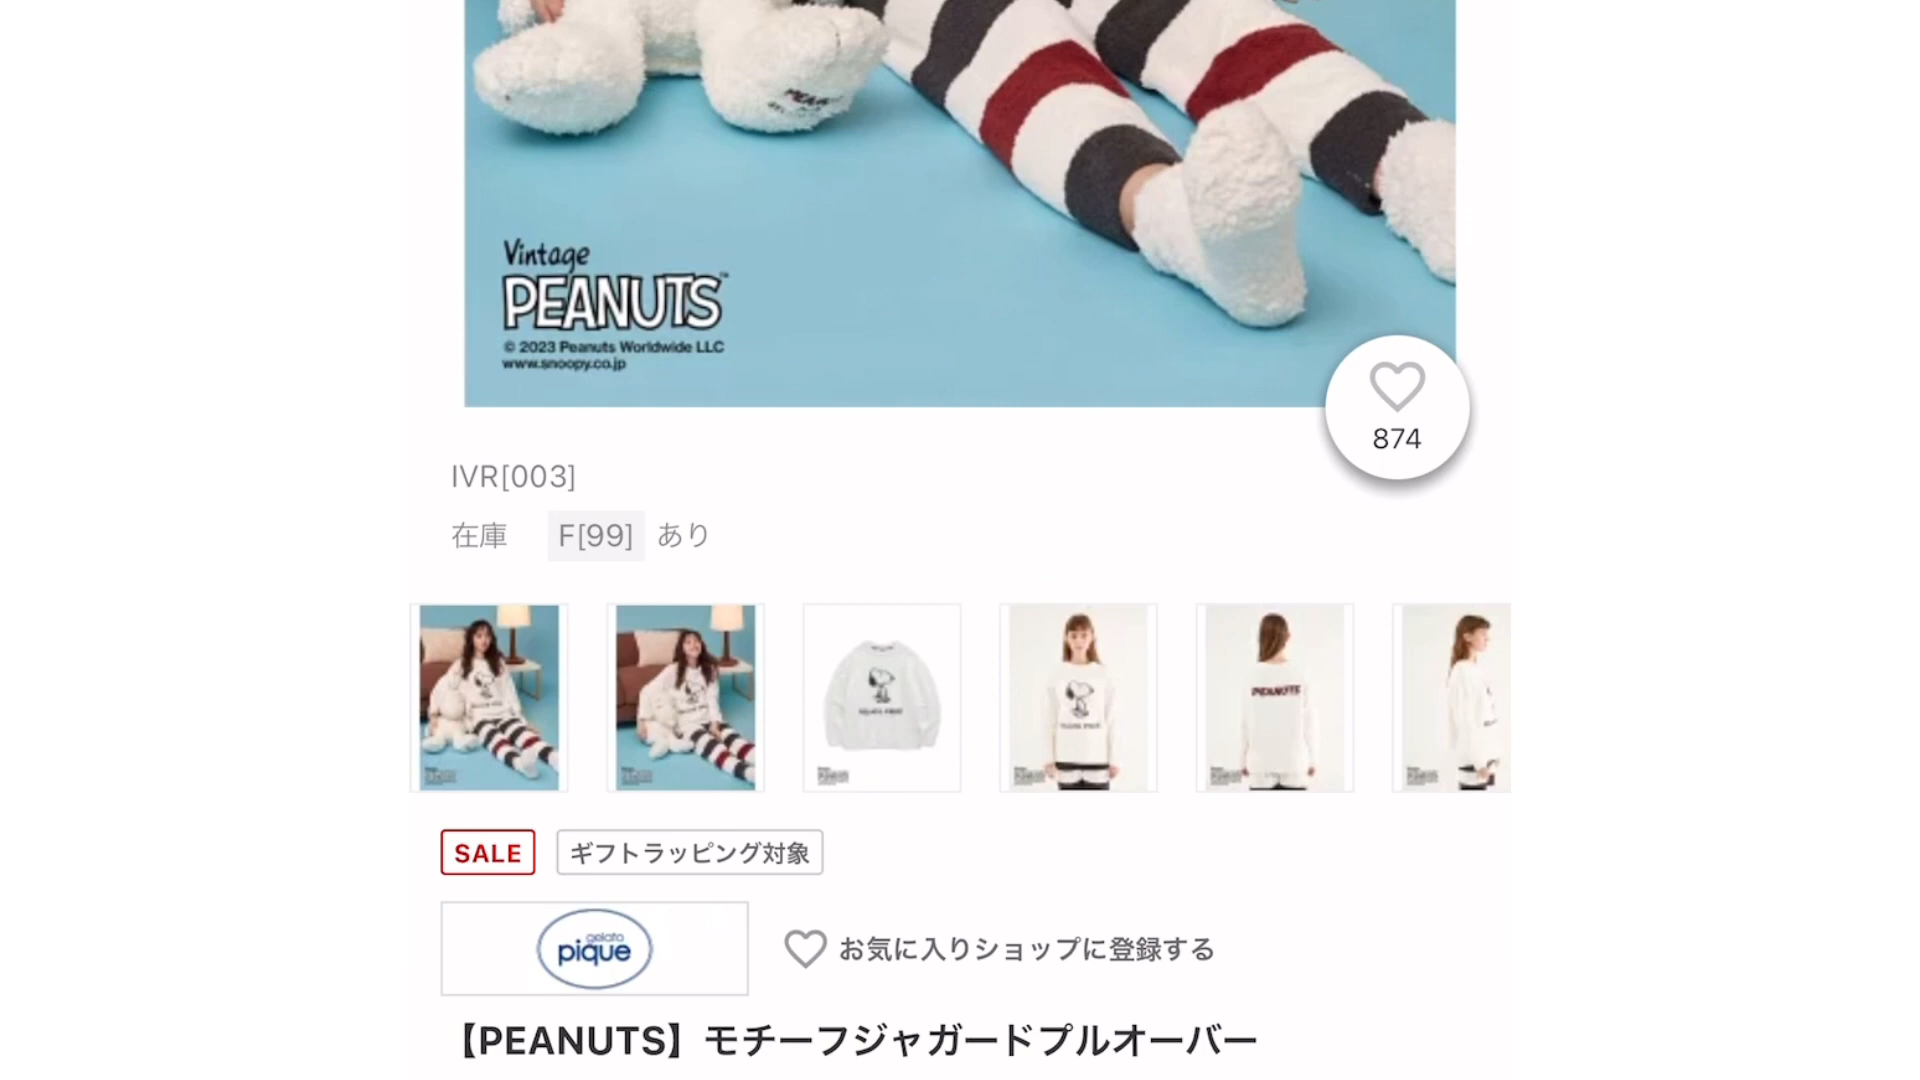 Vintage
PEANUTS™
© 2023 Peanuts Worldwide LLC
www.snoopy.co.jp
874
IVR[003]
在庫 F[99] あり
PEANUTS
SALE ギフトラッピング対象
gelato
pique
お気に入りショップに登録する
【PEANUTS】モチーフジャガードプルオーバー